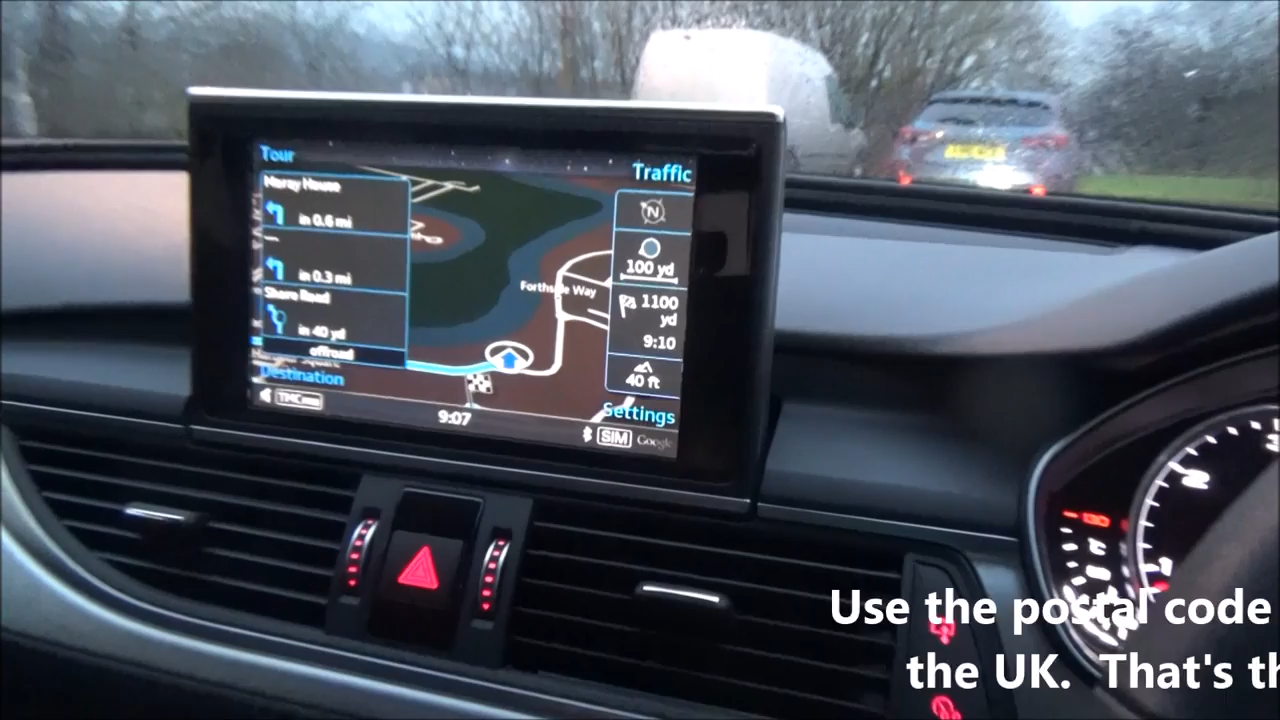 Tour
Traffic
Moray House
in 0.6 mi
N
in 0.3 mi
100 yd
Forthside Way
Shore Road
in 40 yd
1100
yd
9:10
offroad
40 ft
Destination
TMC
9:07
Settings
SIM Google
130
°C
Use the postal code
the UK. That's th